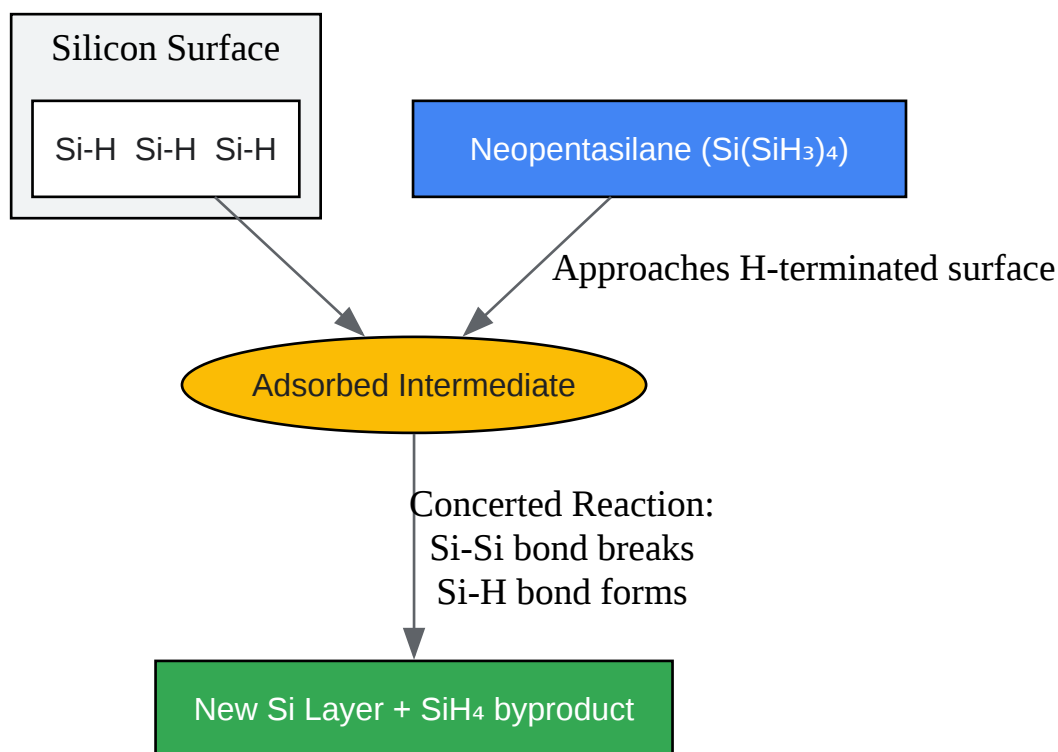 Silicon Surface
Si-H Si-H Si-H
Neopentasilane (Si(SiH₃)₄)
Approaches H-terminated surface
Adsorbed Intermediate
Concerted Reaction:
Si-Si bond breaks
Si-H bond forms
New Si Layer + SiH₄ byproduct